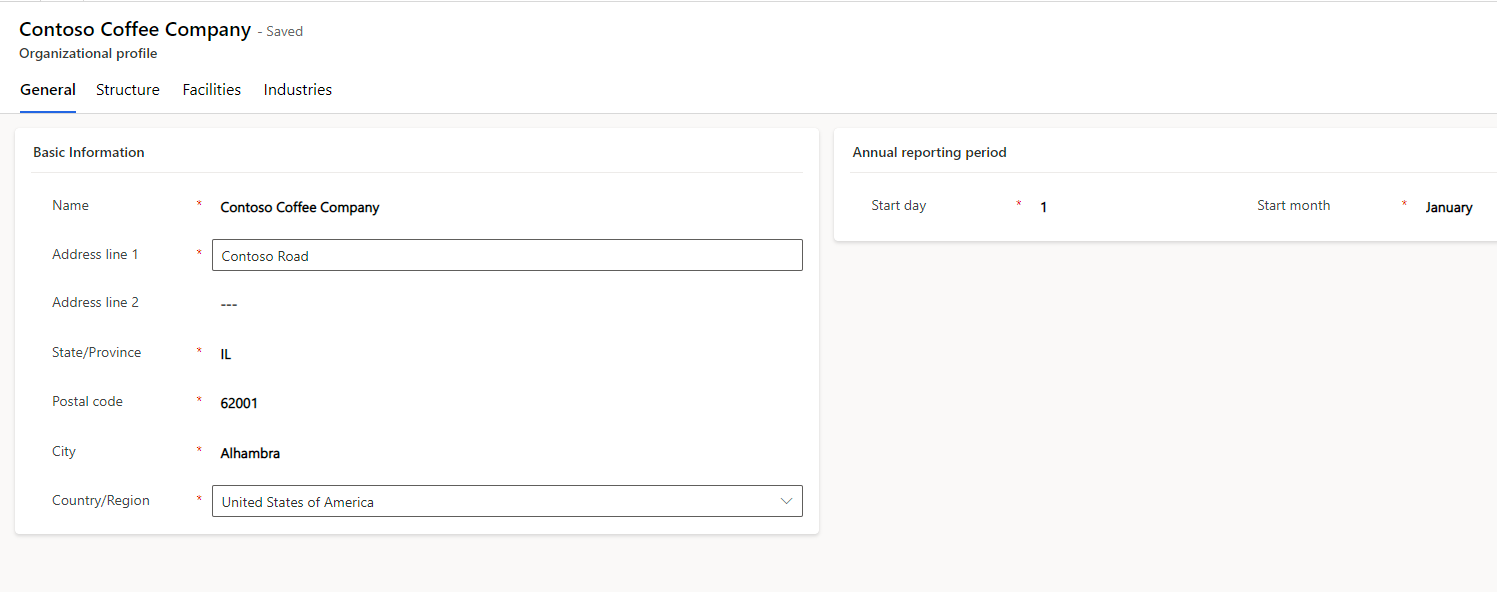 Contoso Coffee Company - Saved
Organizational profile
General Structure Facilities Industries
Basic Information
Name * Contoso Coffee Company
Address line 1 * Contoso Road
Address line 2 ---
State/Province * IL
Postal code * 62001
City * Alhambra
Country/Region * United States of America
Annual reporting period
Start day * 1 Start month * January